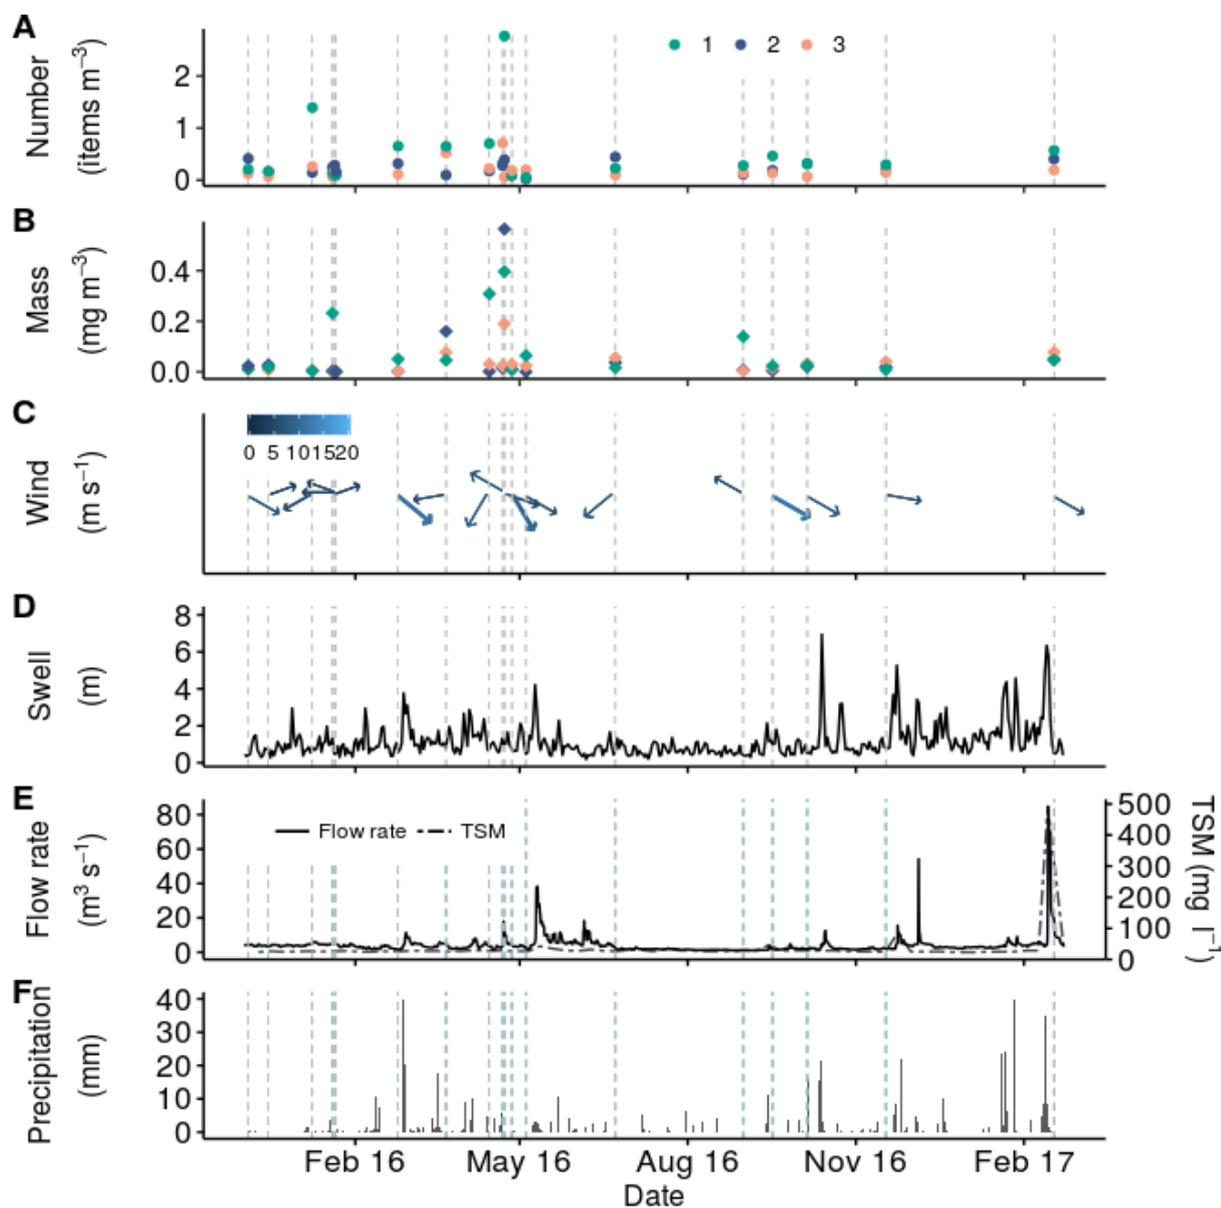 A
Number
(items m⁻³)
2
1
0
1 2 3
B
Mass
(mg m⁻³)
0.4
0.2
0.0
C
Wind
(m s⁻¹)
0 5 10 15 20
D
Swell
(m)
8
6
4
2
0
E
Flow rate
(m³ s⁻¹)
80
60
40
20
0
Flow rate TSM
500
400
300
200
100
0
TSM (mg l⁻¹)
F
Precipitation
(mm)
40
30
20
10
0
Feb 16 May 16 Aug 16 Nov 16 Feb 17
Date